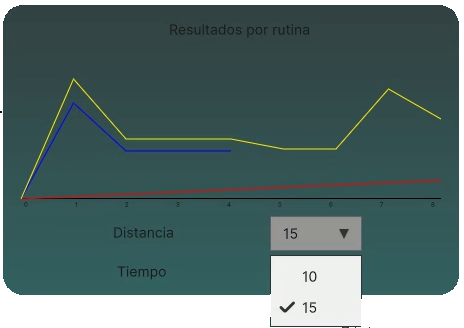 Resultados por rutina
0 1 2 3 4 5 6 7 8
Distancia 15 ▼
Tiempo
10
✔ 15